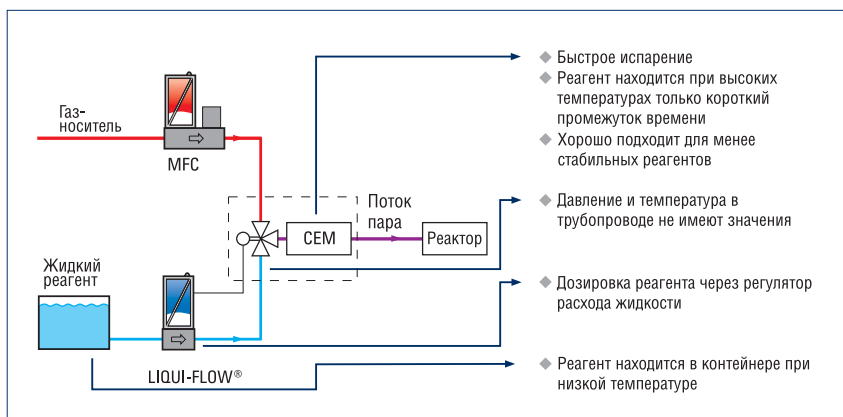 Газ-
носитель
MFC
Жидкий
реагент
LIQUI-FLOW®
CEM
Поток
пара
Реактор
◆ Быстрое испарение
◆ Реагент находится при высоких
температурах только короткий
промежуток времени
◆ Хорошо подходит для менее
стабильных реагентов
◆ Давление и температура в
трубопроводе не имеют значения
◆ Дозировка реагента через регулятор
расхода жидкости
◆ Реагент находится в контейнере при
низкой температуре